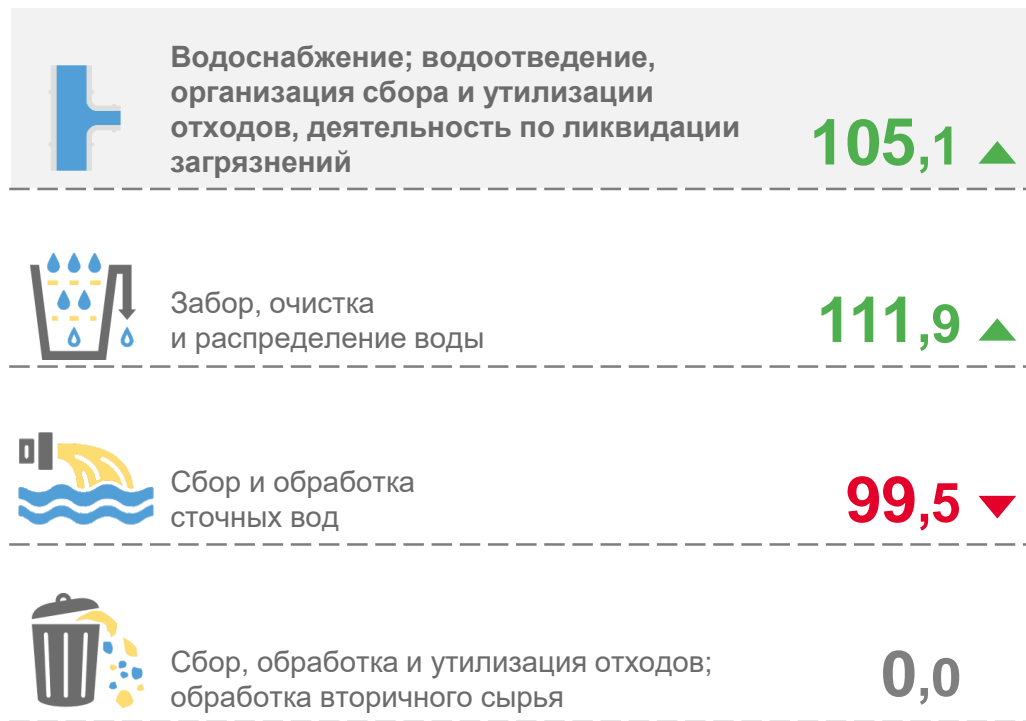 Водоснабжение; водоотведение,
организация сбора и утилизации
отходов, деятельность по ликвидации
загрязнений
105,1
Забор, очистка
и распределение воды
111,9
Сбор и обработка
сточных вод
99,5
Сбор, обработка и утилизация отходов;
обработка вторичного сырья
0,0